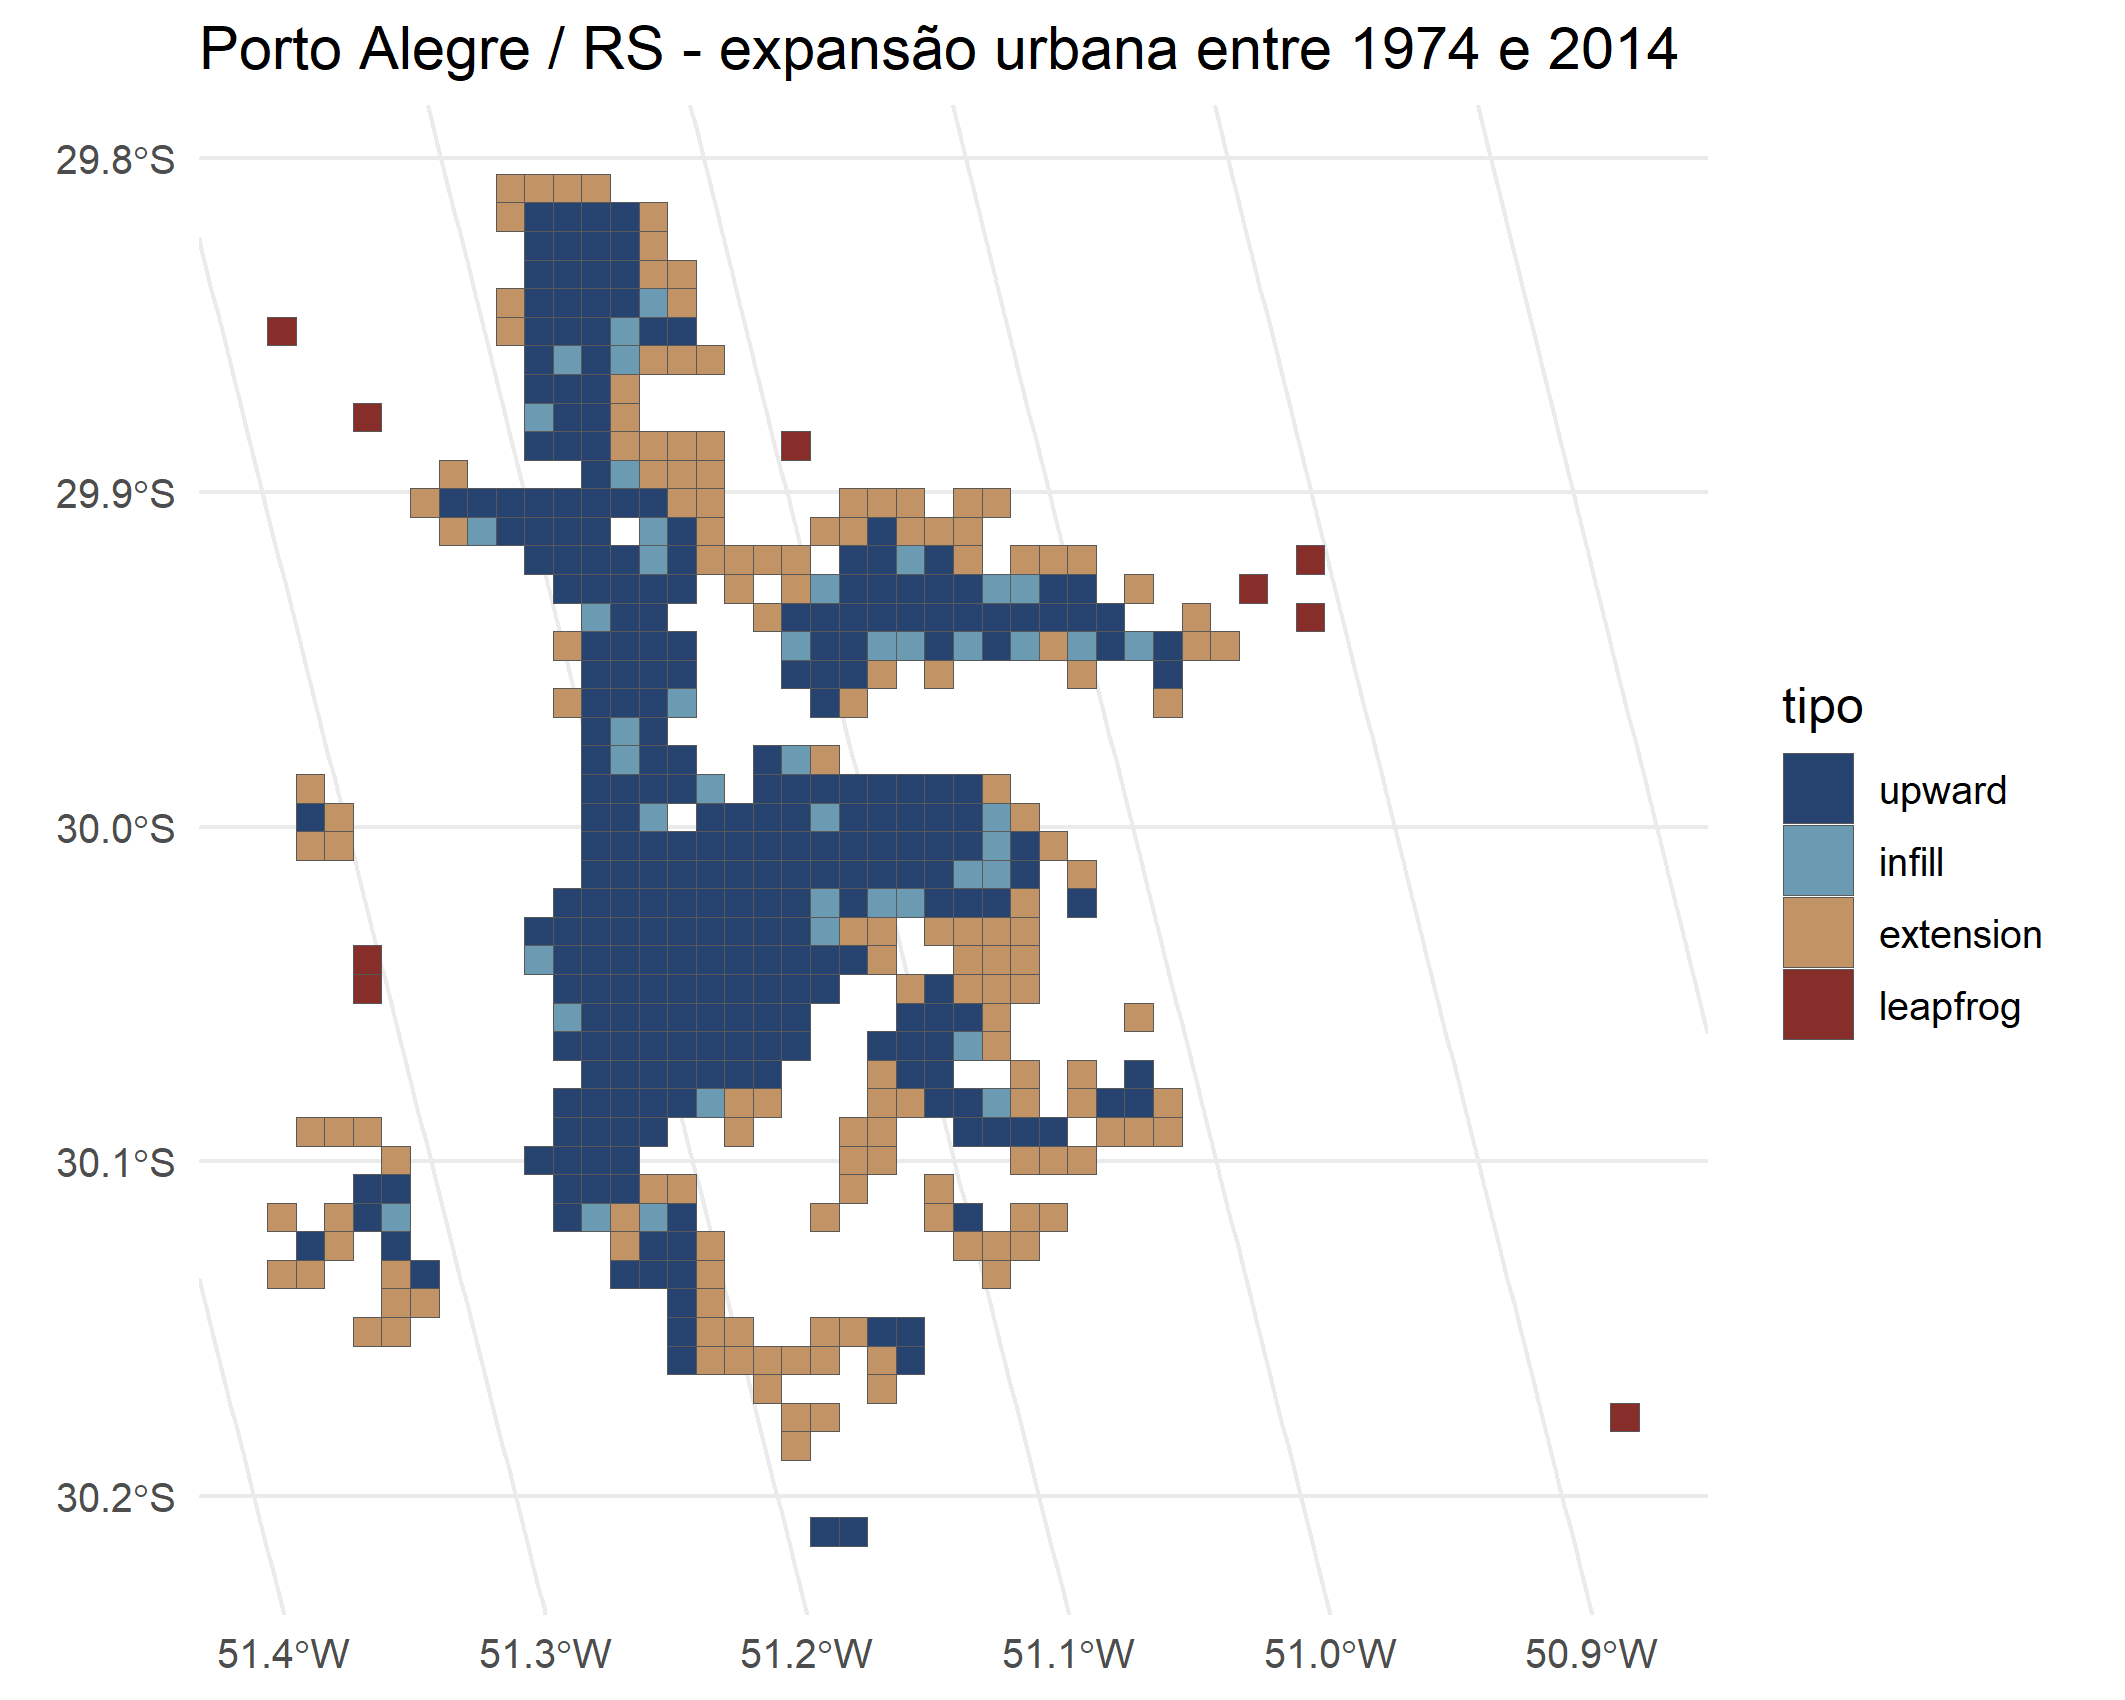 Porto Alegre / RS - expansão urbana entre 1974 e 2014
29.8°S
29.9°S
30.0°S
30.1°S
30.2°S
51.4°W
51.3°W
51.2°W
51.1°W
51.0°W
50.9°W
tipo
upward
infill
extension
leapfrog